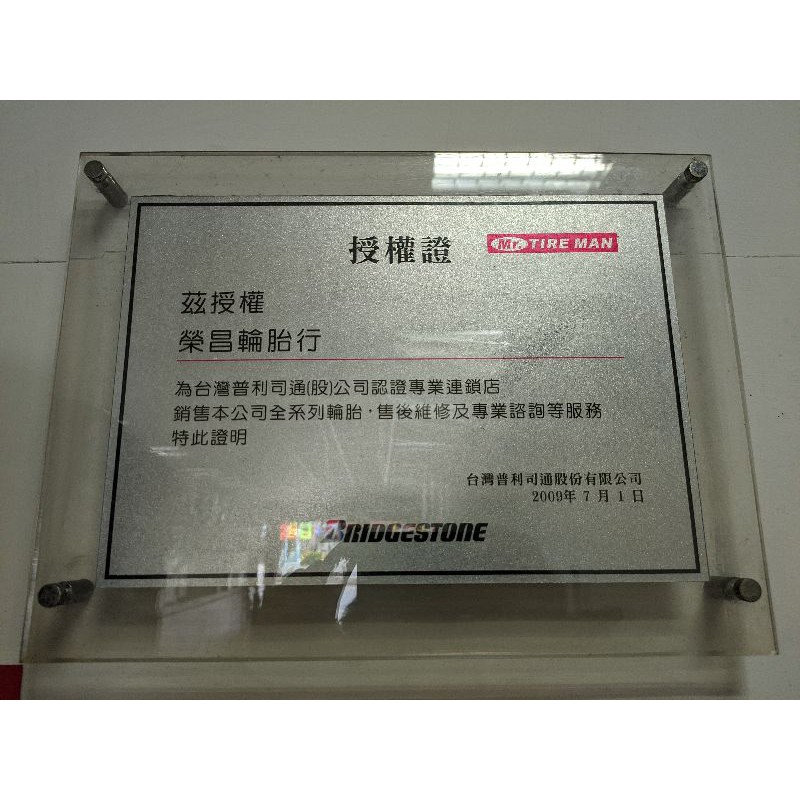 授權證
Mr. TIRE MAN
茲授權
榮昌輪胎行
為台灣普利司通(股)公司認證專業連鎖店
銷售本公司全系列輪胎，售後維修及專業諮詢等服務
特此證明
台灣普利司通股份有限公司
2009年7月1日
BRIDGESTONE